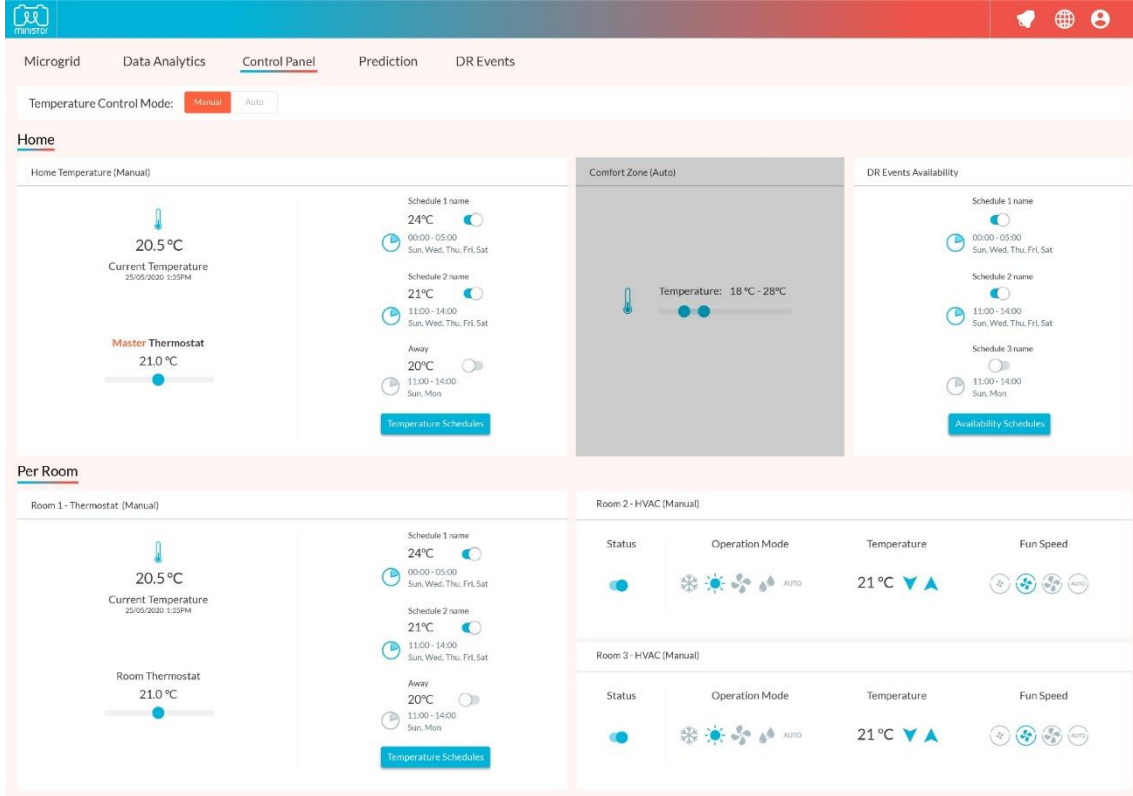 ministor
Microgrid
Data Analytics
Control Panel
Prediction
DR Events
Temperature Control Mode:
Manual
Auto
Home
Home Temperature (Manual)
20.5 °C
Current Temperature
25/05/2020 1:35PM
Master Thermostat
21.0 °C
Schedule 1 name
24°C
00:00 - 05:00
Sun, Wed, Thu, Fri, Sat
Schedule 2 name
21°C
11:00 - 14:00
Sun, Wed, Thu, Fri, Sat
Away
20°C
11:00 - 14:00
Sun, Mon
Temperature Schedules
Comfort Zone (Auto)
Temperature: 18 °C - 28°C
DR Events Availability
Schedule 1 name
00:00 - 05:00
Sun, Wed, Thu, Fri, Sat
Schedule 2 name
11:00 - 14:00
Sun, Wed, Thu, Fri, Sat
Schedule 3 name
11:00 - 14:00
Sun, Mon
Availability Schedules
Per Room
Room 1 - Thermostat (Manual)
20.5 °C
Current Temperature
25/05/2020 1:35PM
Room Thermostat
21.0 °C
Schedule 1 name
24°C
00:00 - 05:00
Sun, Wed, Thu, Fri, Sat
Schedule 2 name
21°C
11:00 - 14:00
Sun, Wed, Thu, Fri, Sat
Away
20°C
11:00 - 14:00
Sun, Mon
Temperature Schedules
Room 2 - HVAC (Manual)
Status
Operation Mode
Temperature
Fun Speed
AUTO
21 °C
AUTO
Room 3 - HVAC (Manual)
Status
Operation Mode
Temperature
Fun Speed
AUTO
21 °C
AUTO